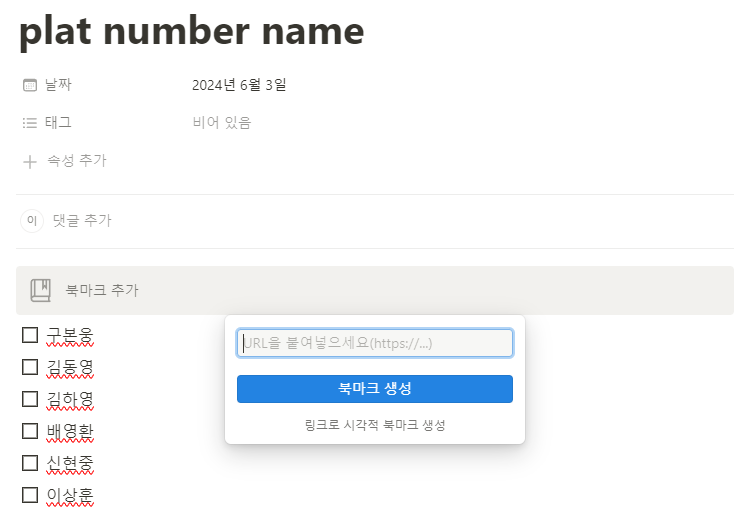 plat number name
날짜 2024년 6월 3일
태그 비어 있음
속성 추가
이 댓글 추가
북마크 추가
URL을 붙여넣으세요(https://...)
북마크 생성
링크로 시각적 북마크 생성
구본웅
김동영
김하영
배영환
신현중
이상훈